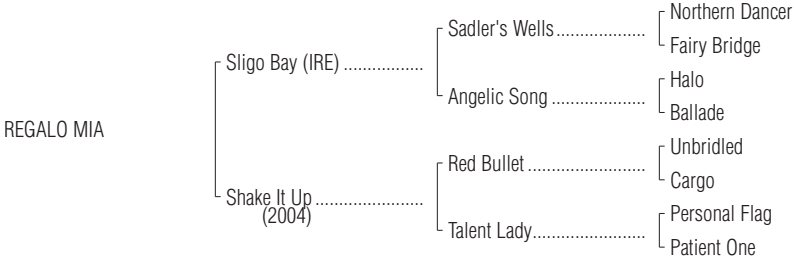 Northern Dancer
Sadler's Wells....................
Fairy Bridge
Sligo Bay (IRE) ..................
Halo
Angelic Song .....................
Ballade
REGALO MIA
Unbridled
Red Bullet ..........................
Cargo
Shake It Up ........................
(2004)
Personal Flag
Talent Lady.........................
Patient One